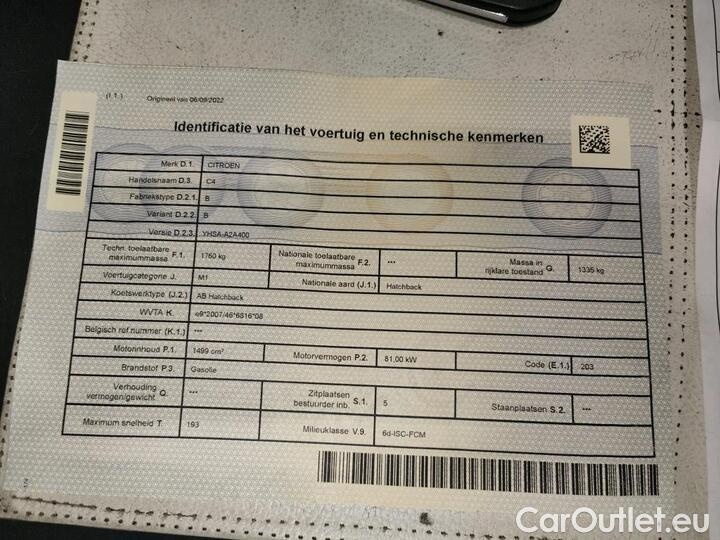 (I.1.) Origineel van 06/09/2022
Identificatie van het voertuig en technische kenmerken
Merk D.1. CITROEN
Handelsnaam D.3. C4
Fabriekstype D.2.1. B
Variant D.2.2. B
Versie D.2.3. YHSA-A2A400
Techn. toelaatbare maximummassa F.1. 1760 kg Nationale toelaatbare maximummassa F.2. --- Massa in rijklare toestand G. 1335 kg
Voertuigcategorie J. M1 Nationale aard (J.1.) Hatchback
Koetswerktype (J.2.) AB Hatchback
WVTA K. e9*2007/46*6816*08
Belgisch ref.nummer (K.1.) ---
Motorinhoud P.1. 1499 cm³ Motorvermogen P.2. 81,00 kW Code (E.1.) 203
Brandstof P.3. Gasolie
Verhouding vermogen/gewicht Q. --- Zitplaatsen bestuurder inb. S.1. 5 Staanplaatsen S.2. ---
Maximum snelheid T. 193 Milieuklasse V.9. 6d-ISC-FCM
CarOutlet.eu